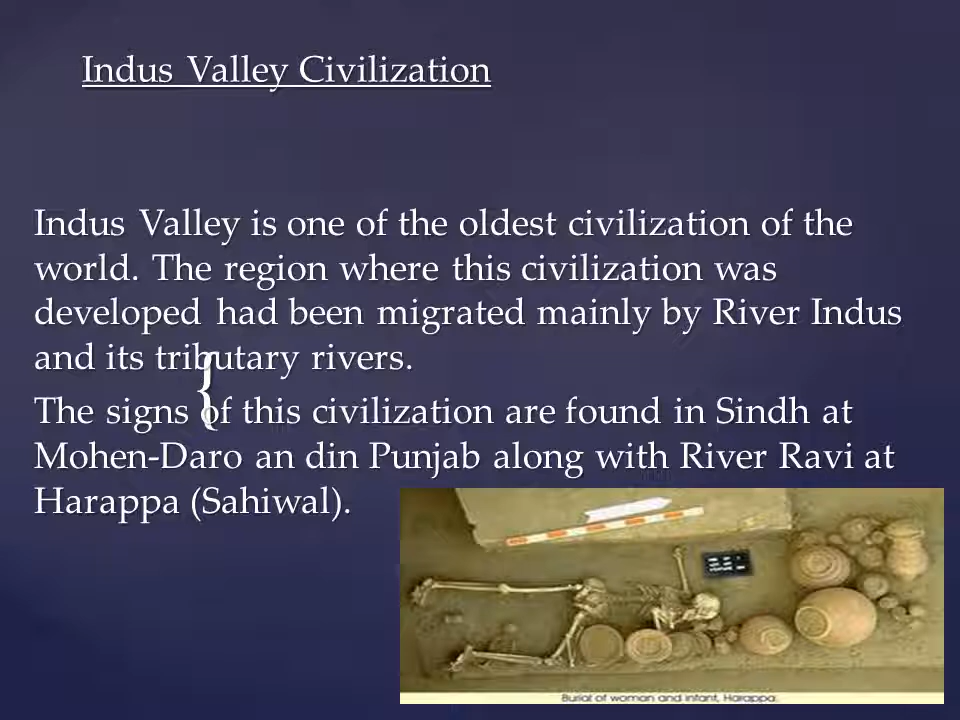 Indus Valley Civilization
Indus Valley is one of the oldest civilization of the
world. The region where this civilization was
developed had been migrated mainly by River Indus
and its tributary rivers.
{
The signs of this civilization are found in Sindh at
Mohen-Daro an din Punjab along with River Ravi at
Harappa (Sahiwal).
Burial of woman and infant, Harappa.